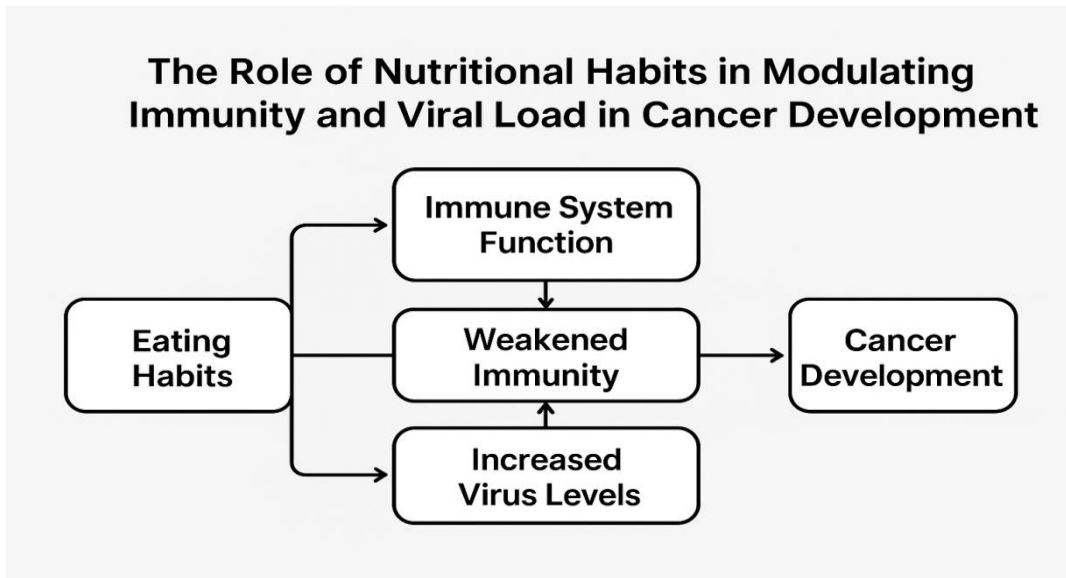 The Role of Nutritional Habits in Modulating
Immunity and Viral Load in Cancer Development
Immune System
Function
Eating
Habits
Weakened
Immunity
Cancer
Development
Increased
Virus Levels